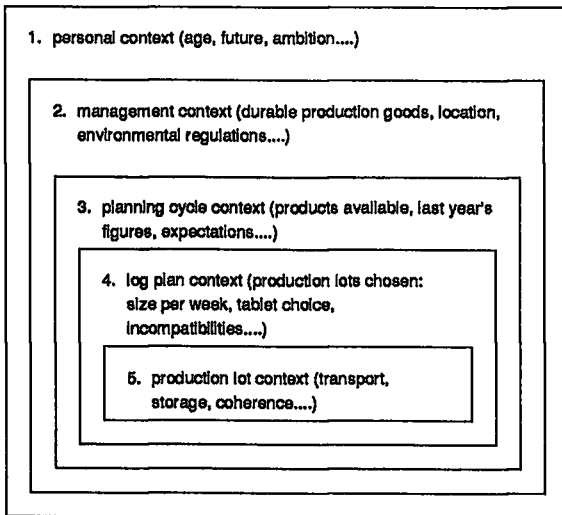 1. personal context (age, future, ambition....)
2. management context (durable production goods, location,
environmental regulations....)
3. planning cycle context (products available, last year's
figures, expectations....)
4. log plan context (production lots chosen:
size per week, tablet choice,
incompatibilities....)
5. production lot context (transport,
storage, coherence....)